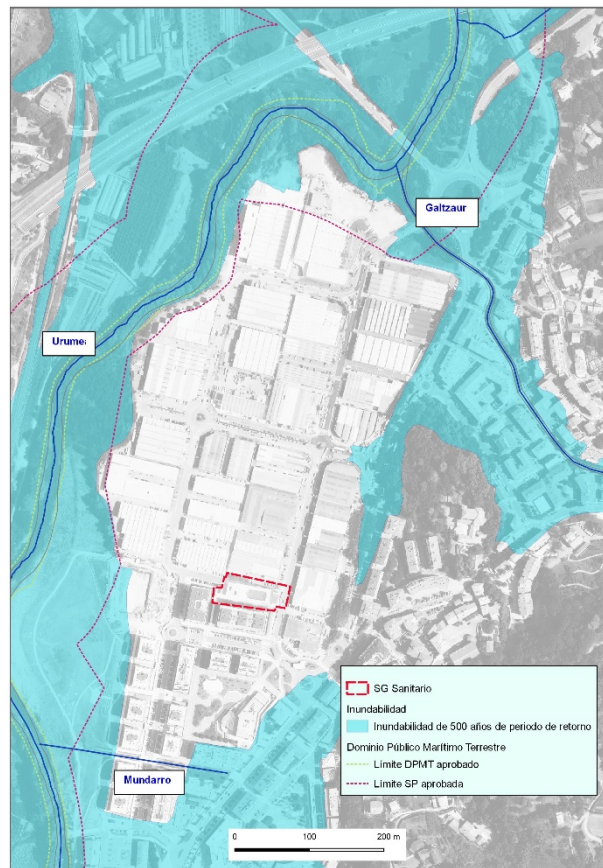 Galtzaur
Urumea
Mundarro
SG Sanitario
Inundabilidad
Inundabilidad de 500 años de periodo de retorno
Dominio Público Marítimo Terrestre
Límite DPMT aprobado
Límite SP aprobada
0 100 200 m